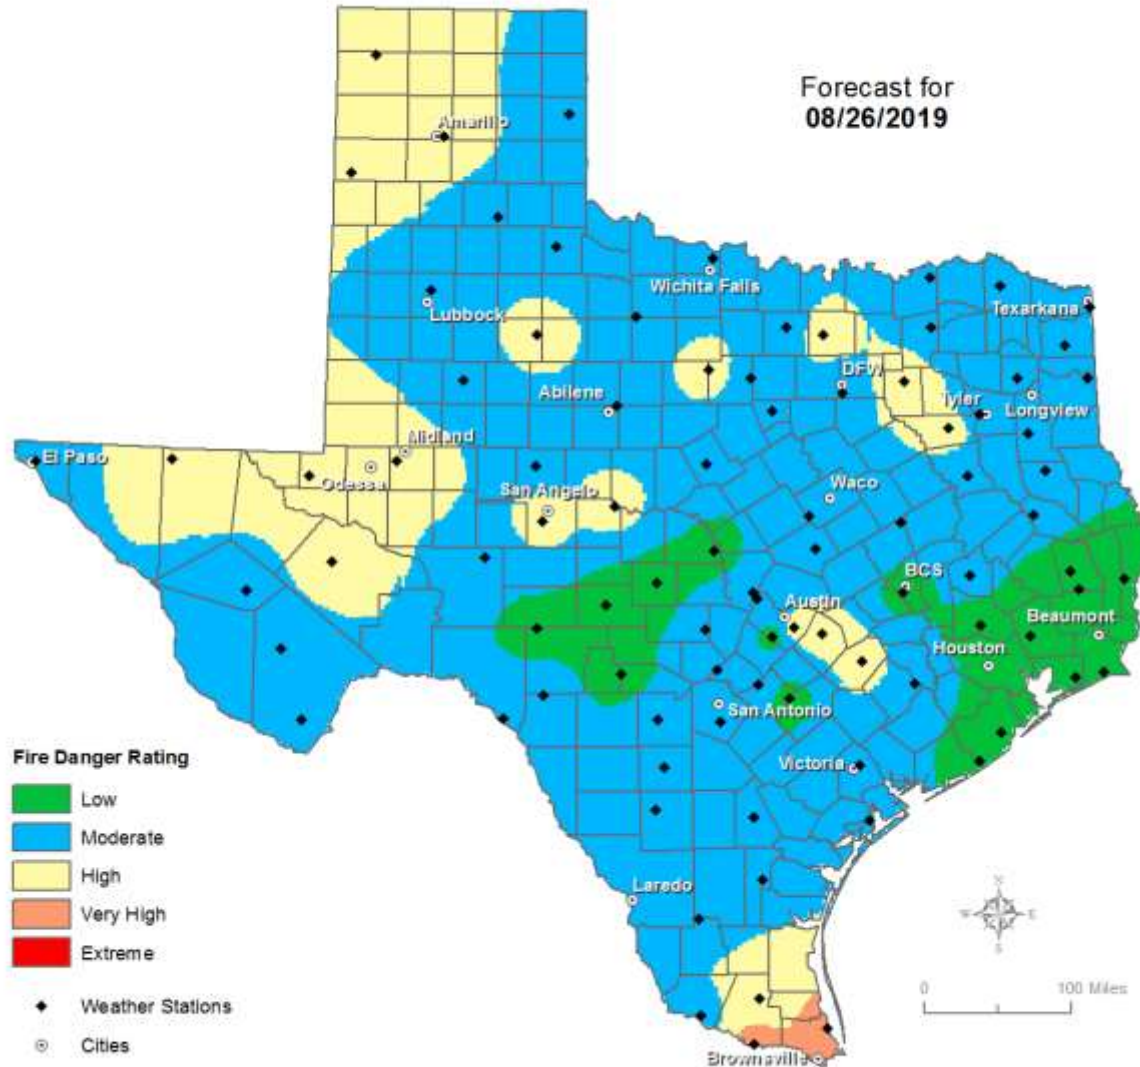 Forecast for
08/26/2019
Amarillo
Wichita Falls
Texarkana
Lubbock
DFW
Abilene
Tyler
Longview
Midland
El Paso
Odessa
San Angelo
Waco
BCS
Austin
Beaumont
Houston
San Antonio
Victoria
Laredo
Brownsville
Fire Danger Rating
Low
Moderate
High
Very High
Extreme
Weather Stations
Cities
N
W E
S
0 100 Miles